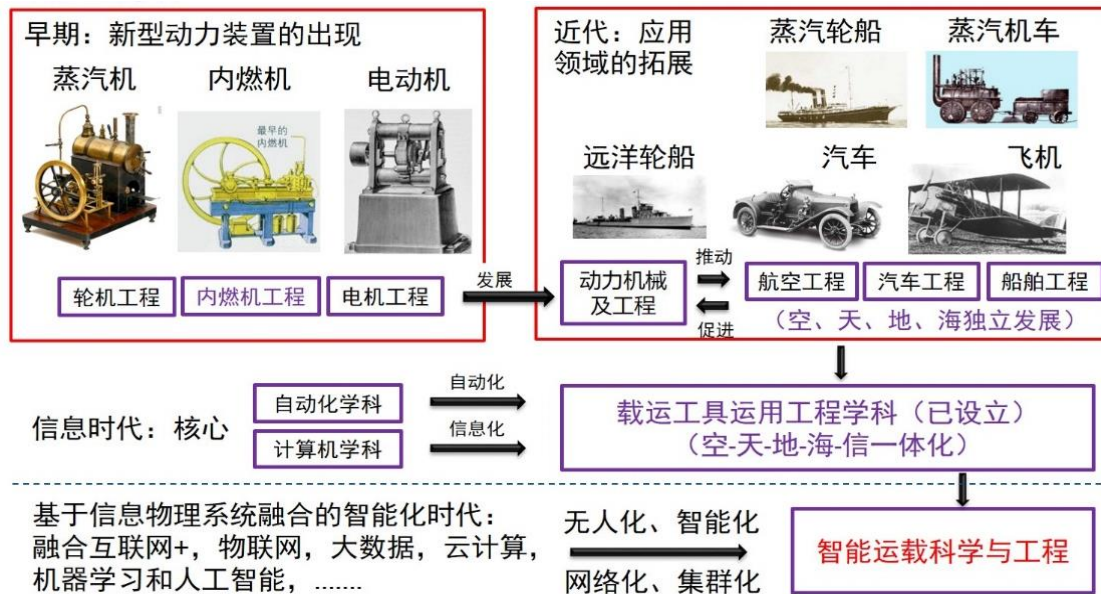 早期：新型动力装置的出现
蒸汽机
内燃机
电动机
最早的
内燃机
轮机工程
内燃机工程
电机工程
发展
近代：应用
领域的拓展
蒸汽轮船
蒸汽机车
远洋轮船
汽车
飞机
动力机械
及工程
推动
促进
航空工程
汽车工程
船舶工程
（空、天、地、海独立发展）
信息时代：核心
自动化学科
自动化
计算机学科
信息化
载运工具运用工程学科（已设立）
（空-天-地-海-信一体化）
基于信息物理系统融合的智能化时代：
融合互联网+，物联网，大数据，云计算，
机器学习和人工智能，.......
无人化、智能化
网络化、集群化
智能运载科学与工程